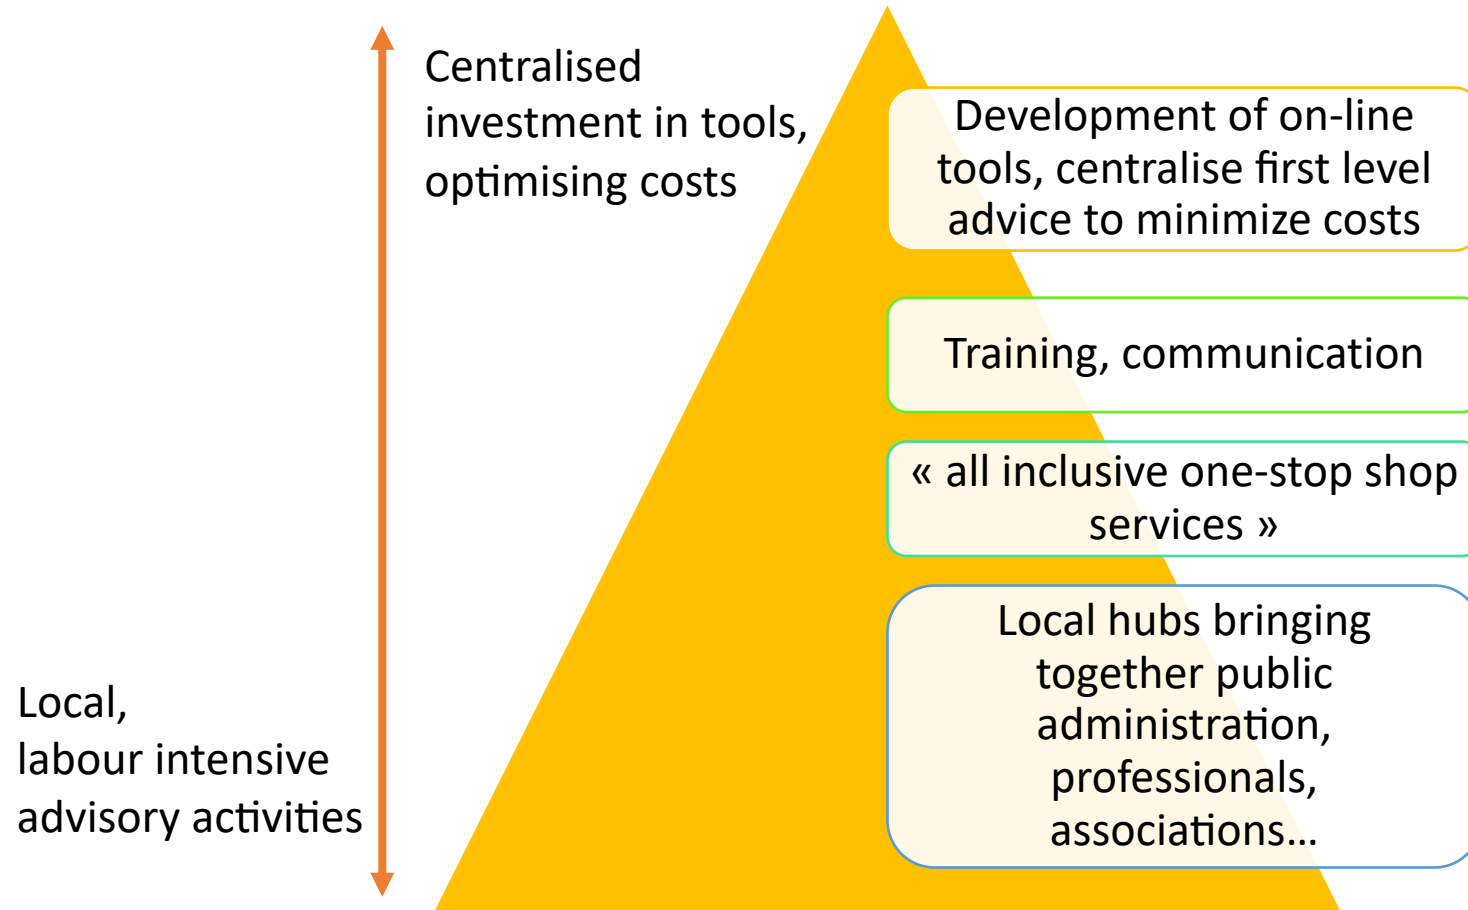 Centralised
investment in tools,
optimising costs
Development of on-line
tools, centralise first level
advice to minimize costs
Training, communication
« all inclusive one-stop shop
services »
Local hubs bringing
together public
administration,
professionals,
associations...
Local,
labour intensive
advisory activities